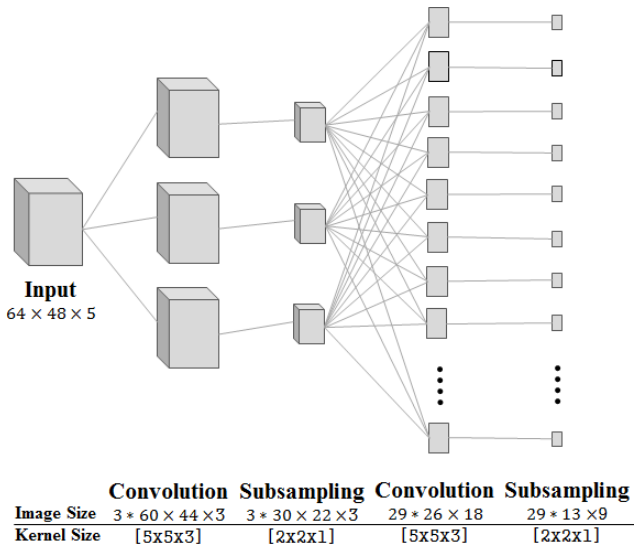 Input
64 × 48 × 5
Convolution Subsampling Convolution Subsampling
Image Size 3 * 60 × 44 ×3 3 * 30 × 22 ×3 29 * 26 × 18 29 * 13 ×9
Kernel Size [5x5x3] [2x2x1] [5x5x3] [2x2x1]